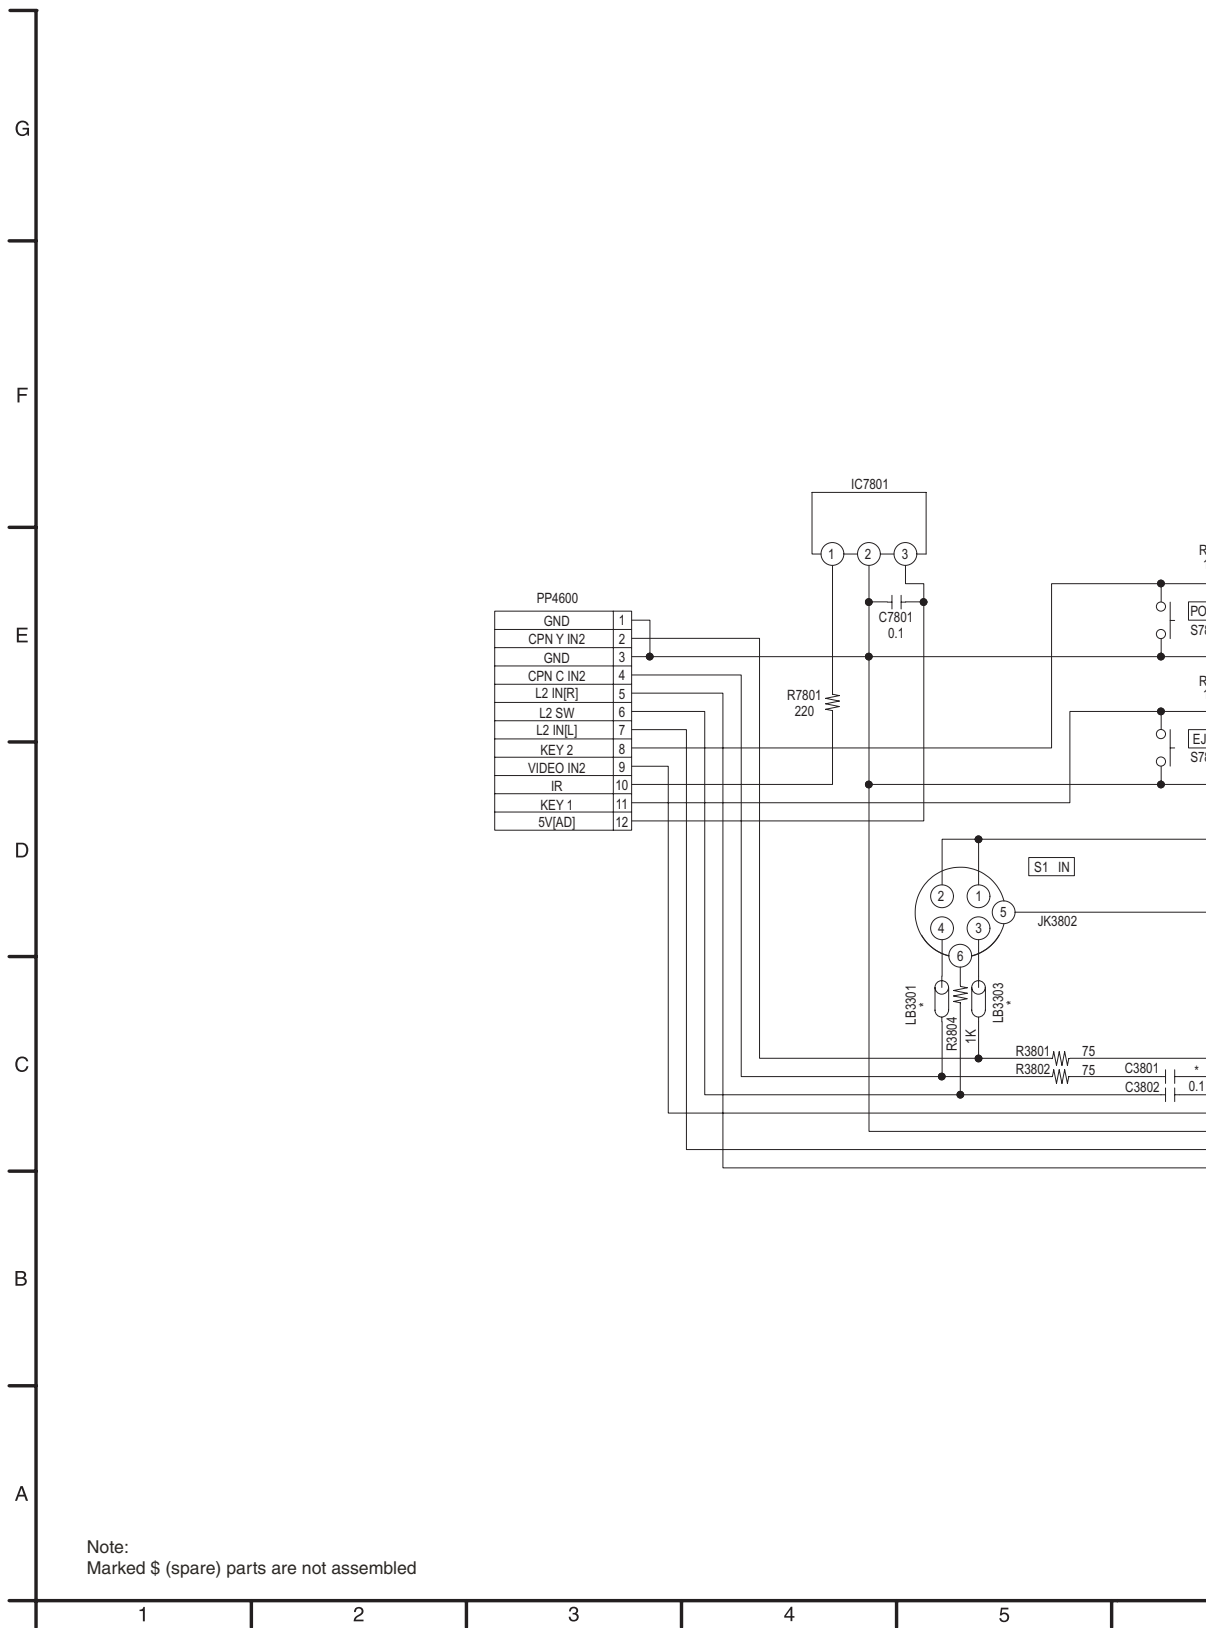 G
F
IC7801
1 2 3
R
E
PP4600
GND 1
CPN Y IN2 2
GND 3
CPN C IN2 4
L2 IN[R] 5
L2 SW 6
L2 IN[L] 7
KEY 2 8
VIDEO IN2 9
IR 10
KEY 1 11
5V[AD] 12
C7801
0.1
PO
S78
R7801
220
R
EJ
S78
D
S1 IN
2 1
5
JK3802
4 3
6
LB3301
*
R3804
1K
LB3303
*
C
R3801 75
R3802 75
C3801 *
C3802 0.1
B
A
Note:
Marked $ (spare) parts are not assembled
1 2 3 4 5